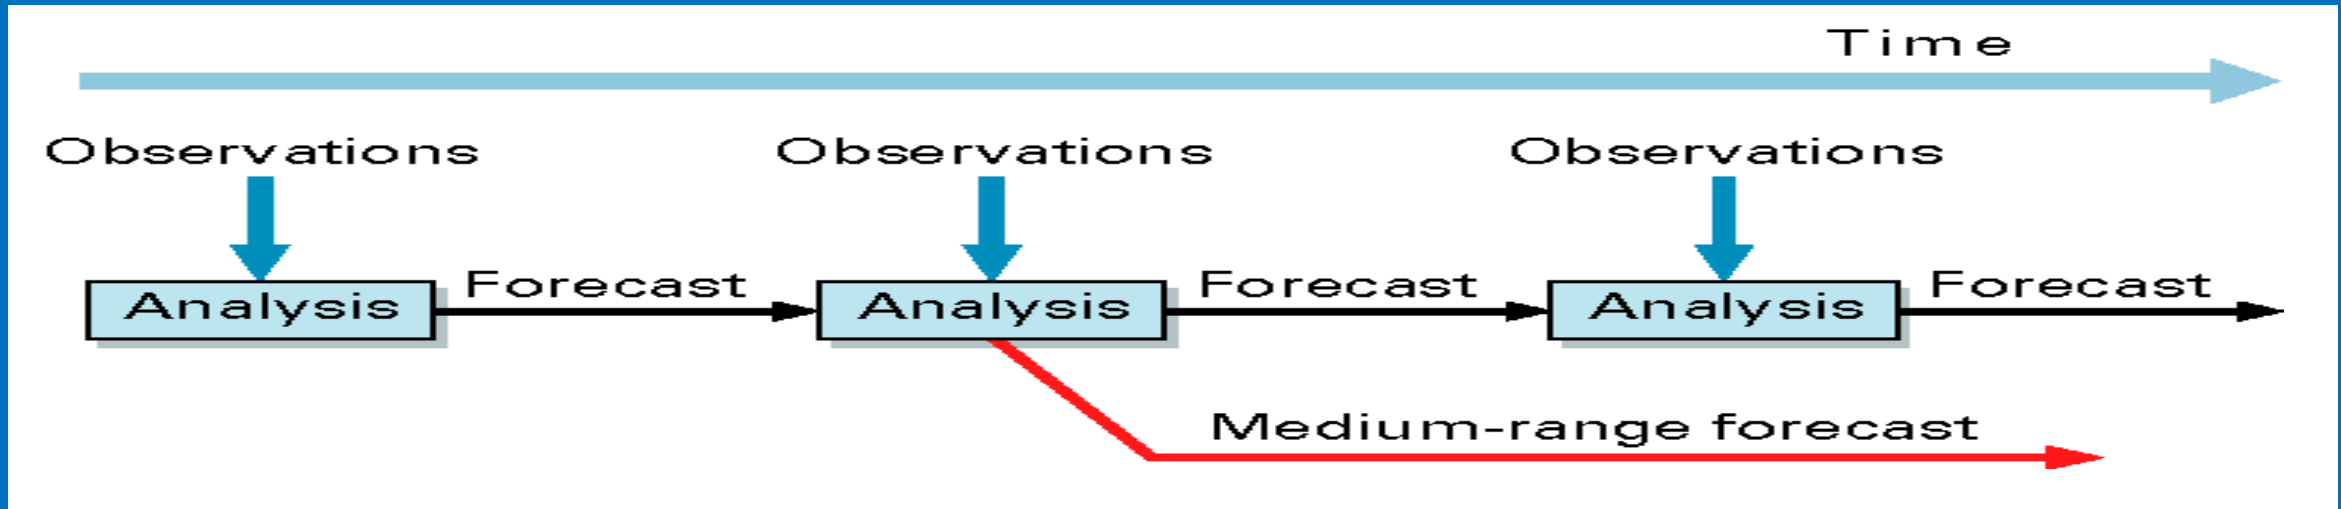 Time
Observations Observations Observations
Analysis Forecast Analysis Forecast Analysis Forecast
Medium-range forecast